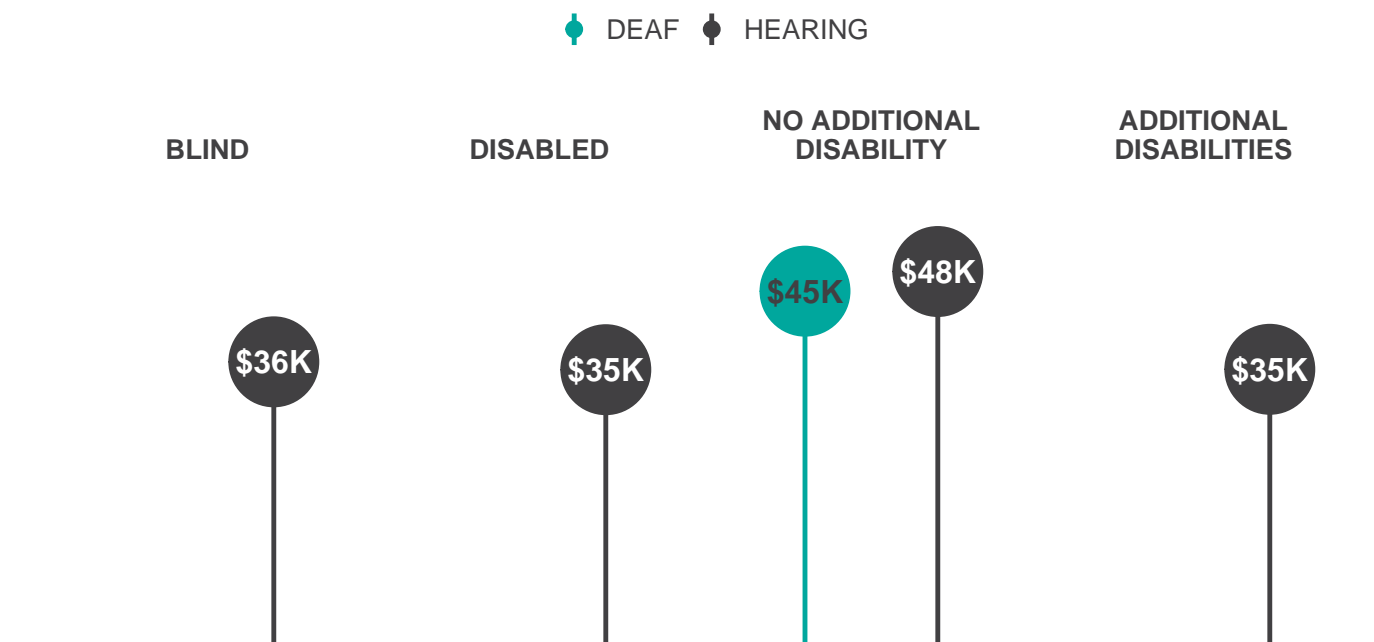 DEAF HEARING
BLIND
DISABLED
NO ADDITIONAL
DISABILITY
ADDITIONAL
DISABILITIES
$36K
$35K
$45K
$48K
$35K